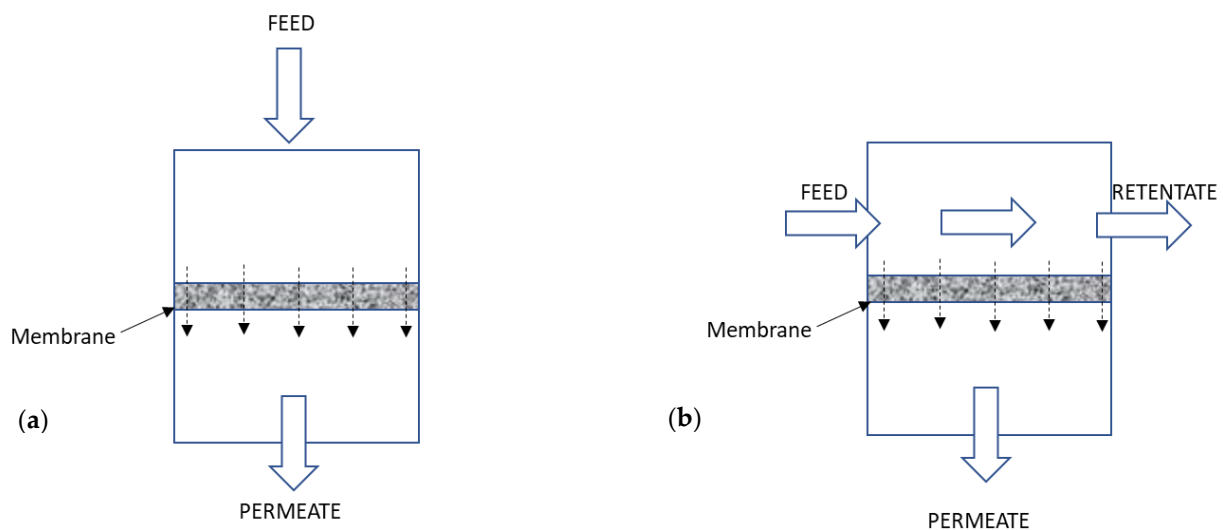 FEED
Membrane
(a)
PERMEATE
FEED
RETENTATE
Membrane
(b)
PERMEATE